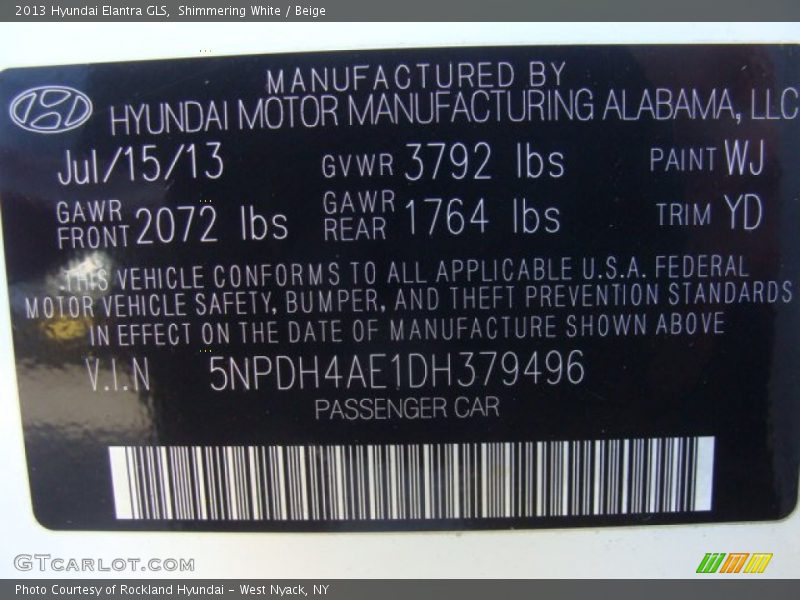 2013 Hyundai Elantra GLS, Shimmering White / Beige
MANUFACTURED BY
HYUNDAI MOTOR MANUFACTURING ALABAMA, LLC
Jul/15/13 GVWR 3792 lbs PAINT WJ
GAWR FRONT 2072 lbs GAWR REAR 1764 lbs TRIM YD
THIS VEHICLE CONFORMS TO ALL APPLICABLE U.S.A. FEDERAL
MOTOR VEHICLE SAFETY, BUMPER, AND THEFT PREVENTION STANDARDS
IN EFFECT ON THE DATE OF MANUFACTURE SHOWN ABOVE
V.I.N 5NPDH4AE1DH379496
PASSENGER CAR
GTCARLOT.COM
Photo Courtesy of Rockland Hyundai - West Nyack, NY